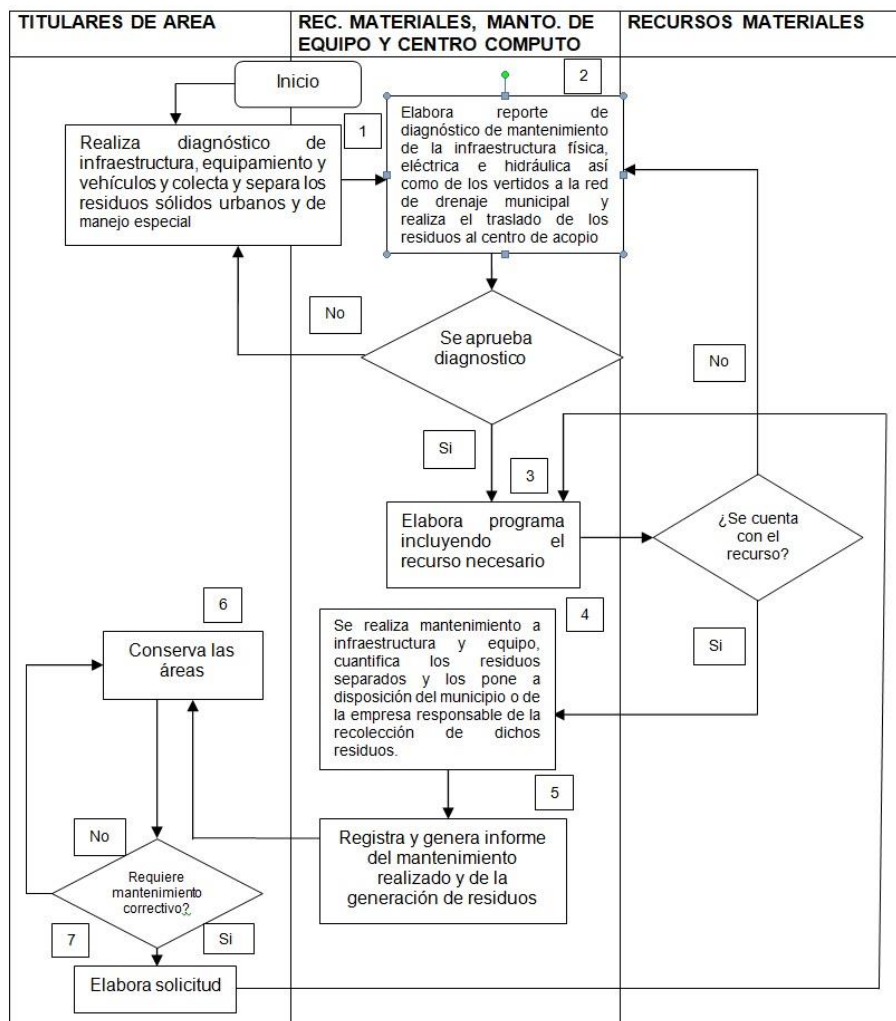 TITULARES DE AREA
REC. MATERIALES, MANTO. DE
EQUIPO Y CENTRO COMPUTO
RECURSOS MATERIALES
Inicio
1
Realiza diagnóstico de
infraestructura, equipamiento y
vehículos y colecta y separa los
residuos sólidos urbanos y de
manejo especial
2
Elabora reporte de
diagnóstico de mantenimiento
de la infraestructura física,
eléctrica e hidráulica así
como de los vertidos a la red
de drenaje municipal y
realiza el traslado de los
residuos al centro de acopio
No
Se aprueba
diagnostico
No
Si
3
Elabora programa
incluyendo el
recurso necesario
¿Se cuenta
con el
recurso?
Si
4
Se realiza mantenimiento a
infraestructura y equipo,
cuantifica los residuos
separados y los pone a
disposición del municipio o de
la empresa responsable de la
recolección de dichos
residuos.
5
Registra y genera informe
del mantenimiento
realizado y de la
generación de residuos
6
Conserva las
áreas
No
Requiere
mantenimiento
correctivo?
Si
7
Elabora solicitud